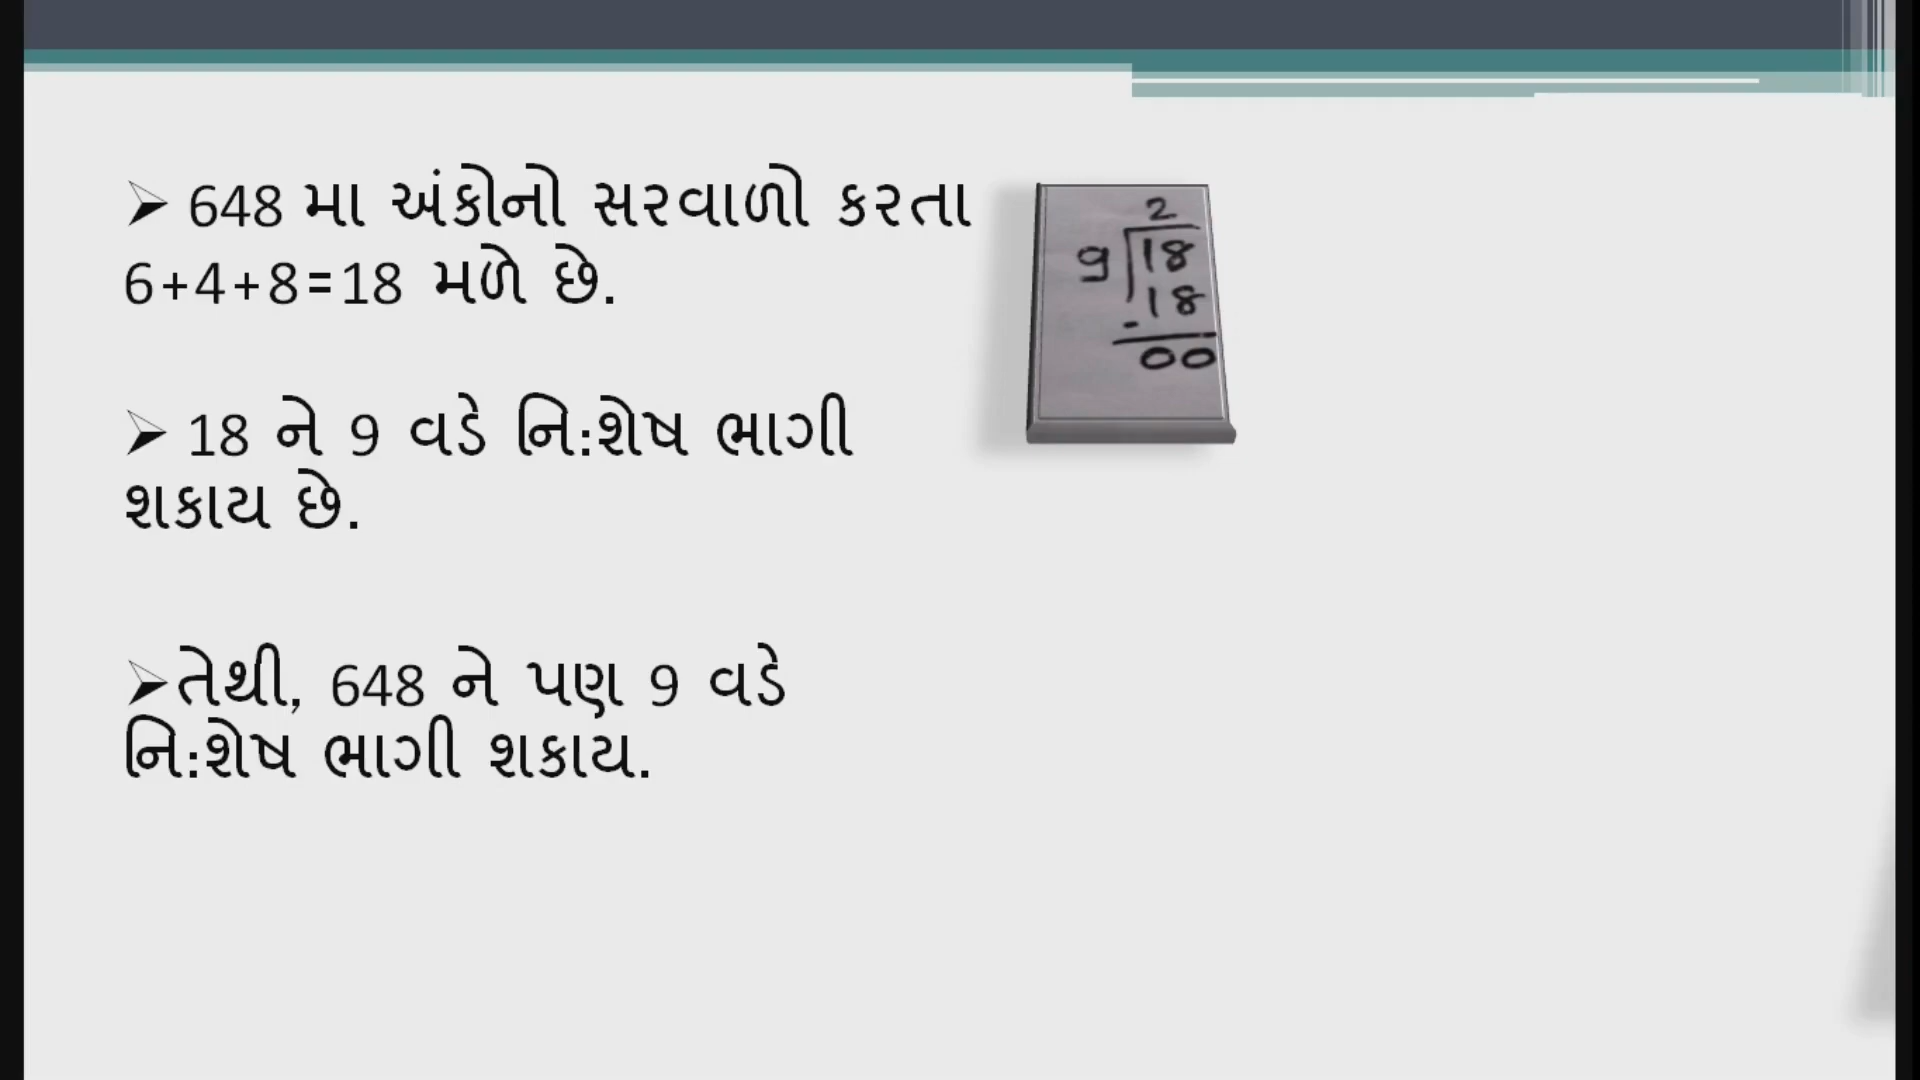 ➢ 648 મા અંકોનો સરવાળો કરતા
6+4+8=18 મળે છે.
➢ 18 ને 9 વડે નિ:શેષ ભાગી
શકાય છે.
➢તેથી, 648 ને પણ 9 વડે
નિ:શેષ ભાગી શકાય.
2
9 18
- 18
00